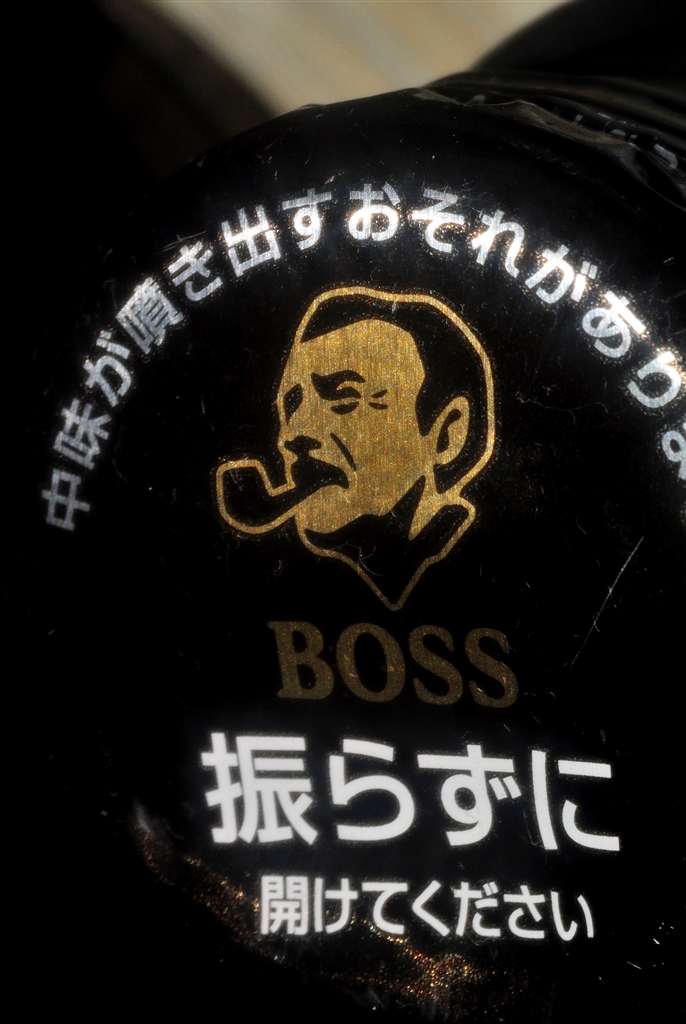 中味が噴き出すおそれがありま
BOSS
振らずに
開けてください